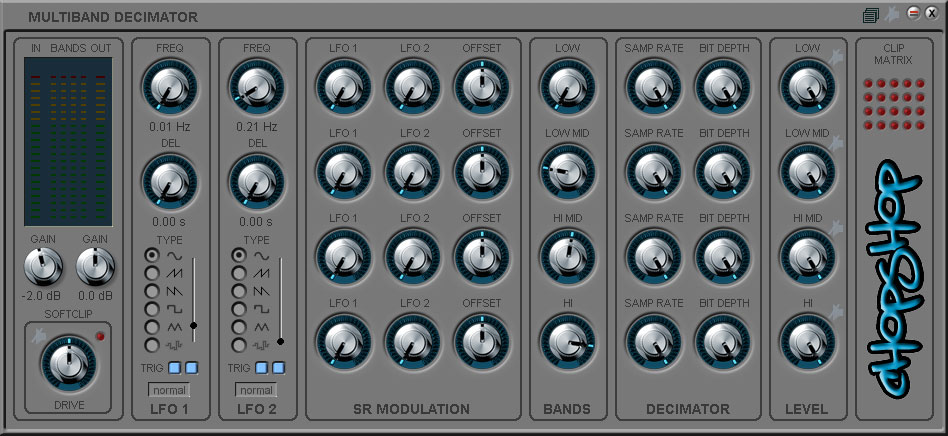 MULTIBAND DECIMATOR
IN BANDS OUT
GAIN GAIN
-2.0 dB 0.0 dB
SOFTCLIP
DRIVE
FREQ
0.01 Hz
DEL
0.00 s
TYPE
TRIG
normal
LFO 1
FREQ
0.21 Hz
DEL
0.00 s
TYPE
TRIG
normal
LFO 2
LFO 1 LFO 2 OFFSET
LFO 1 LFO 2 OFFSET
LFO 1 LFO 2 OFFSET
LFO 1 LFO 2 OFFSET
SR MODULATION
LOW
LOW MID
HI MID
HI
BANDS
SAMP RATE BIT DEPTH
SAMP RATE BIT DEPTH
SAMP RATE BIT DEPTH
SAMP RATE BIT DEPTH
DECIMATOR
LOW
LOW MID
HI MID
HI
LEVEL
CLIP
MATRIX
CHOPSHOP